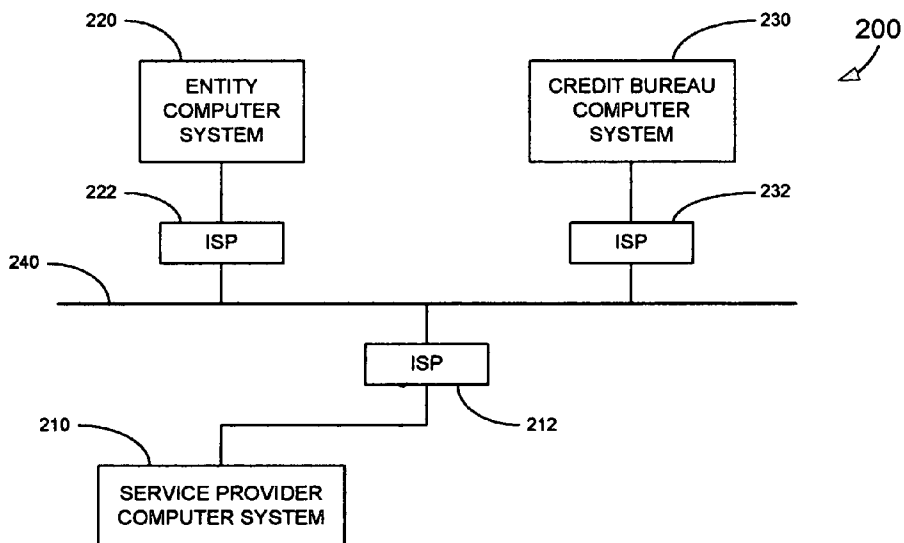 220
230
200
ENTITY
COMPUTER
SYSTEM
CREDIT BUREAU
COMPUTER
SYSTEM
222
232
ISP
ISP
240
ISP
210
212
SERVICE PROVIDER
COMPUTER SYSTEM